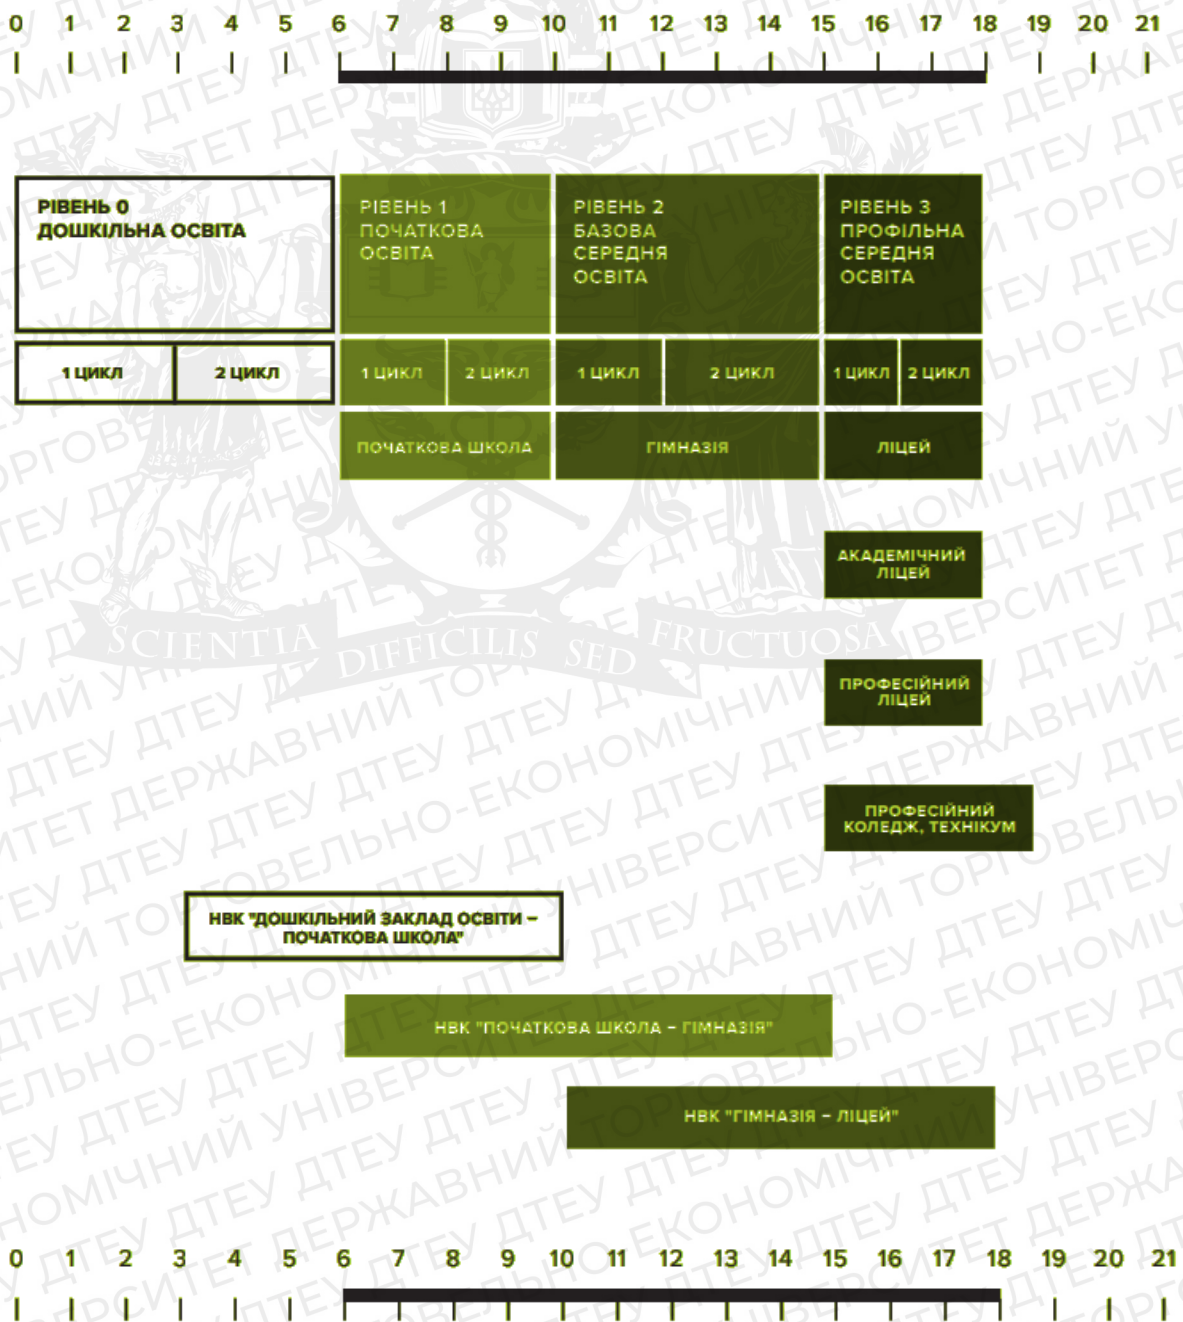 0 1 2 3 4 5 6 7 8 9 10 11 12 13 14 15 16 17 18 19 20 21
РІВЕНЬ 0
ДОШКІЛЬНА ОСВІТА
РІВЕНЬ 1
ПОЧАТКОВА
ОСВІТА
РІВЕНЬ 2
БАЗОВА
СЕРЕДНЯ
ОСВІТА
РІВЕНЬ 3
ПРОФІЛЬНА
СЕРЕДНЯ
ОСВІТА
1 ЦИКЛ 2 ЦИКЛ 1 ЦИКЛ 2 ЦИКЛ 1 ЦИКЛ 2 ЦИКЛ 1 ЦИКЛ 2 ЦИКЛ
ПОЧАТКОВА ШКОЛА ГІМНАЗІЯ ЛІЦЕЙ
АКАДЕМІЧНИЙ
ЛІЦЕЙ
SCIENTIA DIFFICILIS SED FRUCTUOSA
ПРОФЕСІЙНИЙ
ЛІЦЕЙ
ПРОФЕСІЙНИЙ
КОЛЕДЖ, ТЕХНІКУМ
НВК "ДОШКІЛЬНИЙ ЗАКЛАД ОСВІТИ –
ПОЧАТКОВА ШКОЛА"
НВК "ПОЧАТКОВА ШКОЛА – ГІМНАЗІЯ"
НВК "ГІМНАЗІЯ – ЛІЦЕЙ"
0 1 2 3 4 5 6 7 8 9 10 11 12 13 14 15 16 17 18 19 20 21